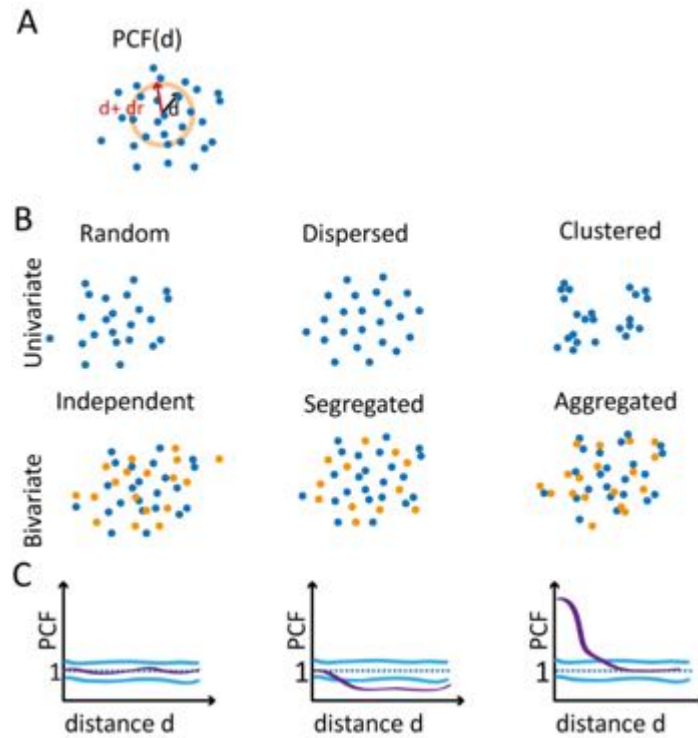 A
PCF(d)
d+ dr
d
B
Random
Dispersed
Clustered
Univariate
Independent
Segregated
Aggregated
Bivariate
C
PCF
1
distance d
PCF
1
distance d
PCF
1
distance d